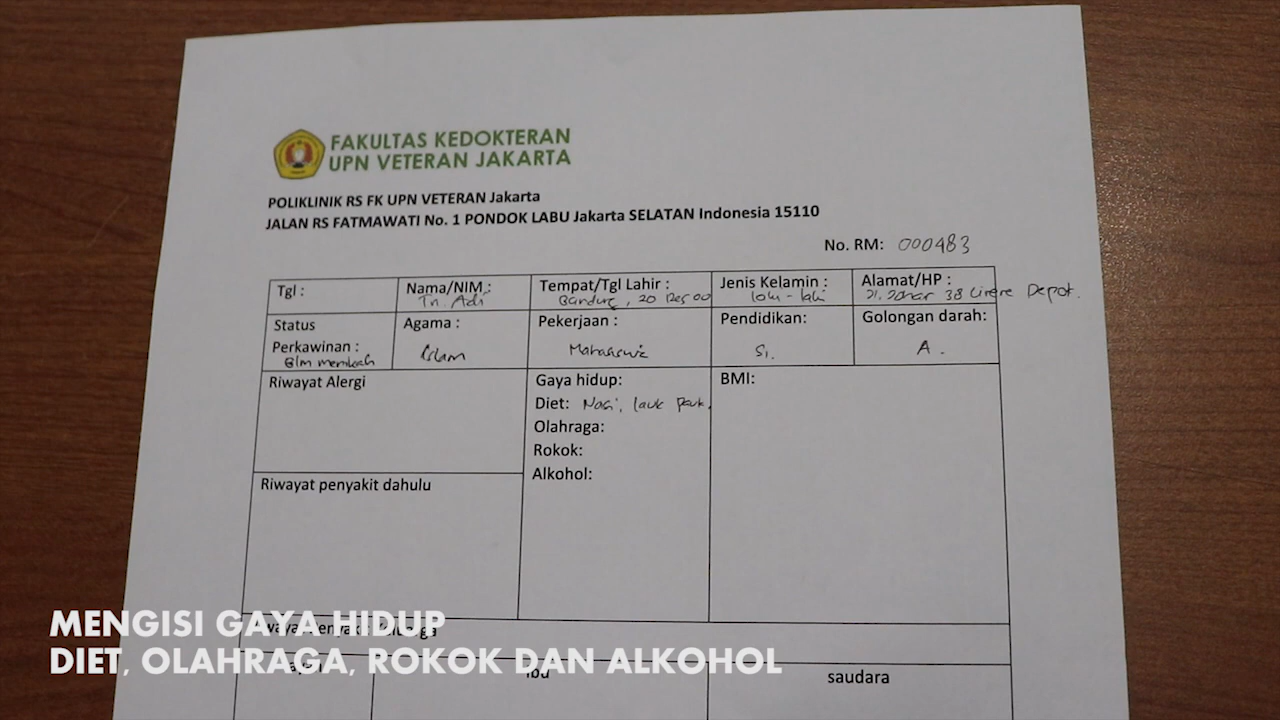 FAKULTAS KEDOKTERAN
UPN VETERAN JAKARTA
POLIKLINIK RS FK UPN VETERAN Jakarta
JALAN RS FATMAWATI No. 1 PONDOK LABU Jakarta SELATAN Indonesia 15110
No. RM: 000483
Tgl :
Nama/NIM :
Tn. Adi
Tempat/Tgl Lahir :
Bandung, 20 Des 00
Jenis Kelamin :
laki - laki
Alamat/HP :
38 Depok.
Status
Perkawinan :
Blm menikah
Agama :
Islam
Pekerjaan :
Mahasiswa
Pendidikan:
S1.
Golongan darah:
A.
Riwayat Alergi
Gaya hidup:
Diet: Nasi, lauk pauk.
Olahraga:
Rokok:
Alkohol:
BMI:
Riwayat penyakit dahulu
saudara
MENGISI GAYA HIDUP
DIET, OLAHRAGA, ROKOK DAN ALKOHOL